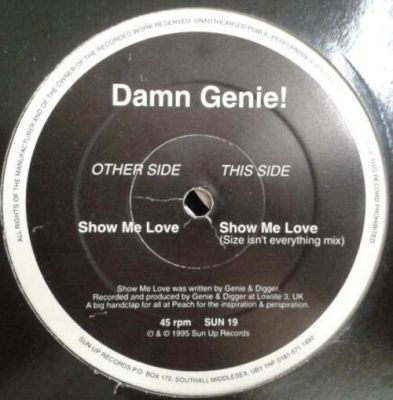 ALL RIGHTS OF THE MANUFACTURER AND OF THE OWNER OF THE RECORDED WORK RESERVED. UNAUTHORISED PUBLIC PERFORMANCE THIS RECORD PROHIBITED
Damn Genie!
OTHER SIDE THIS SIDE
Show Me Love Show Me Love
(Size isn't everything mix)
Show Me Love was written by Genie & Digger.
Recorded and produced by Genie & Digger at Lowlife 3, UK
A big handclap for all at Peach for the inspiration & perspiration.
45 rpm SUN 19
℗ & © 1995 Sun Up Records
SUN-UP RECORDS P.O BOX 172, SOUTHALL MIDDLESEX, UB1 1HP 0181-571 1490